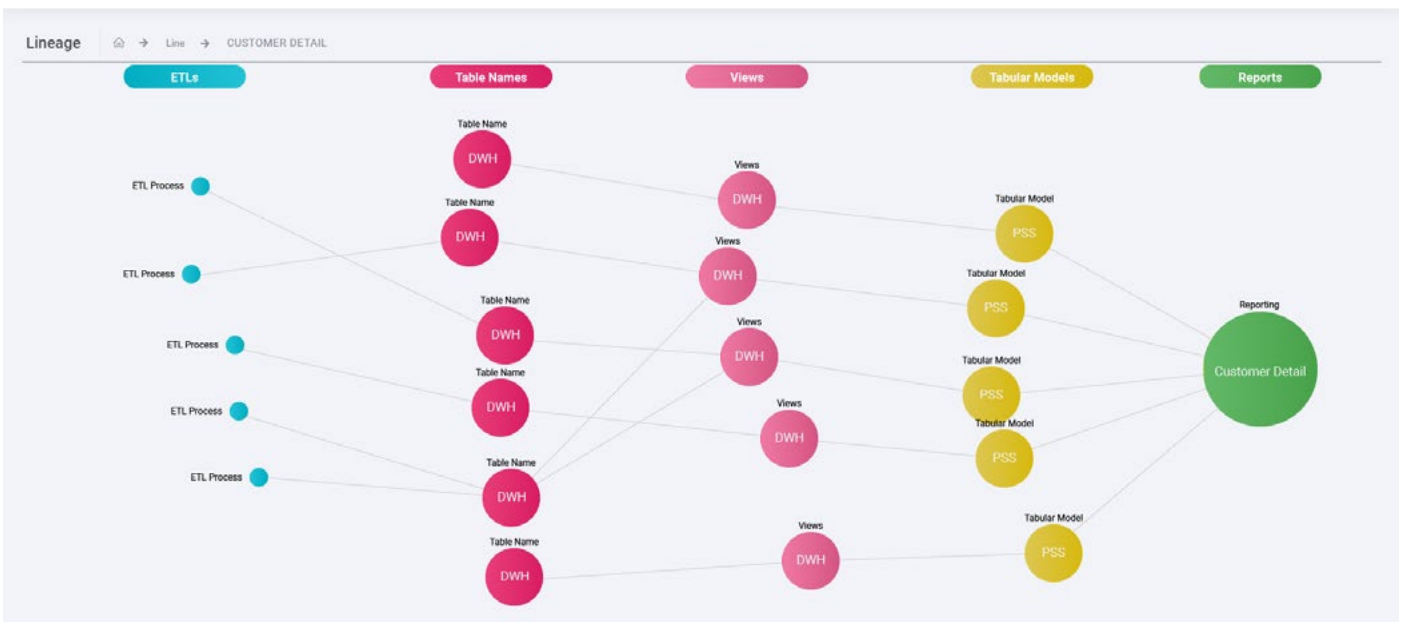 Lineage
Line
CUSTOMER DETAIL
ETLs
Table Names
Views
Tabular Models
Reports
Table Name
DWH
Views
DWH
ETL Process
Tabular Model
PSS
Table Name
DWH
Views
DWH
ETL Process
Tabular Model
PSS
Table Name
DWH
Reporting
Customer Detail
Views
DWH
ETL Process
Tabular Model
PSS
Table Name
DWH
Views
DWH
ETL Process
Tabular Model
PSS
Table Name
DWH
ETL Process
Tabular Model
PSS
Views
DWH
Table Name
DWH